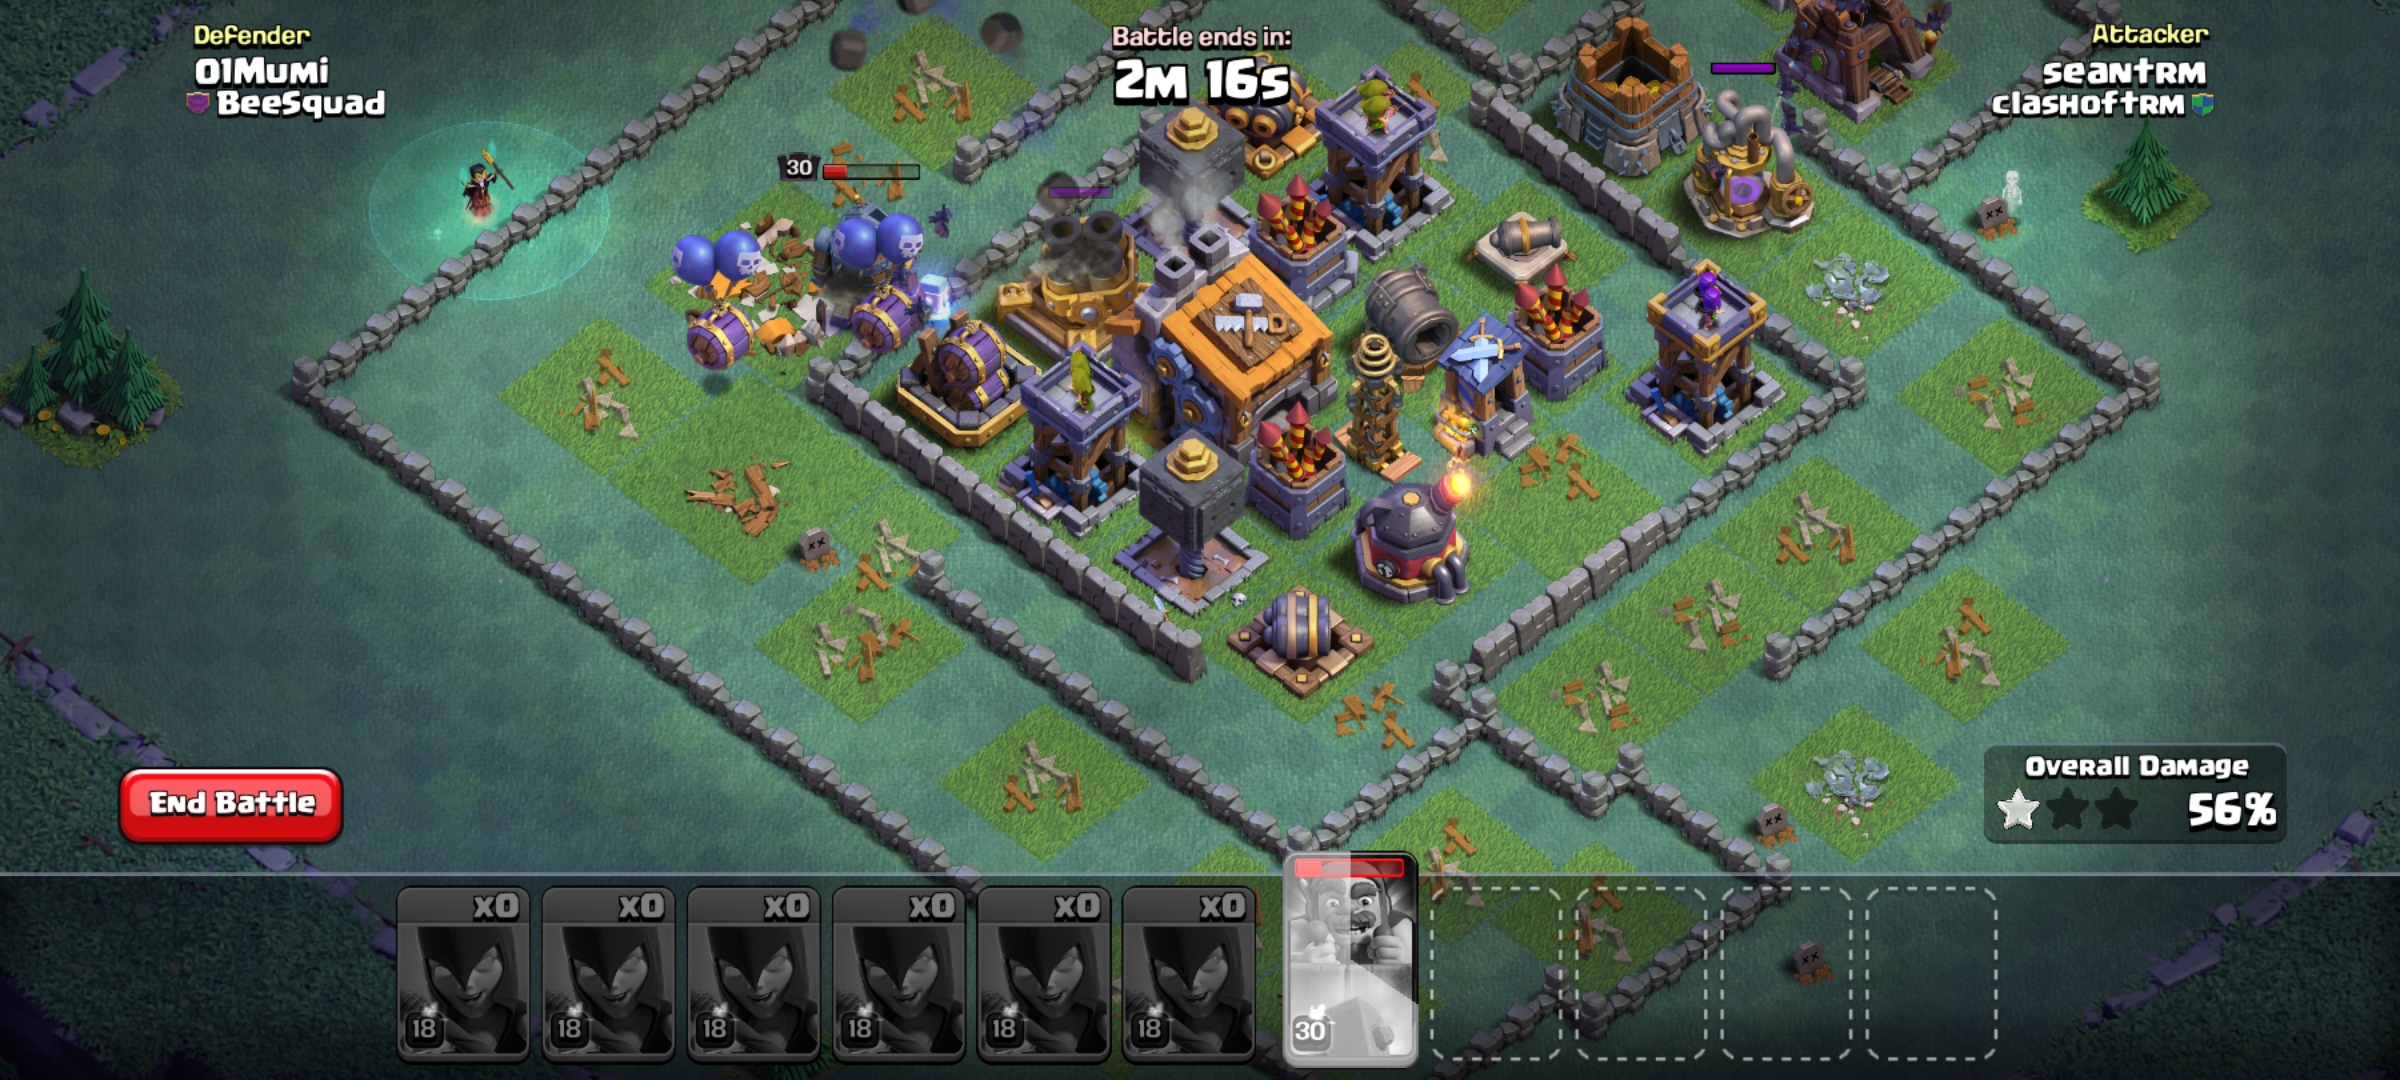 Defender
01Mumi
BeeSquad
Battle ends in:
2m 16s
Attacker
seantRM
clashoftRM
30
End Battle
Overall Damage
56%
x0
x0
x0
x0
x0
x0
18
18
18
18
18
18
30